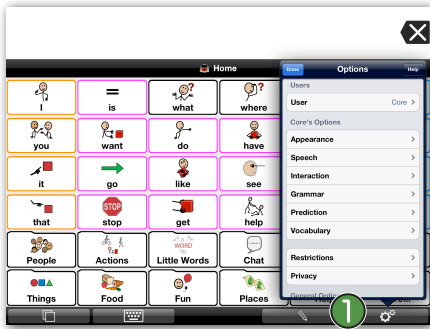 Home
Done Options Help
Users
User Core >
Core's Options
Appearance >
Speech >
Interaction >
Grammar >
Prediction >
Vocabulary >
Restrictions >
Privacy >
I is what where
you want do have
it go like see
STOP
that stop get help
WORD
People Actions Little Words Chat
Things Food Fun Places
1